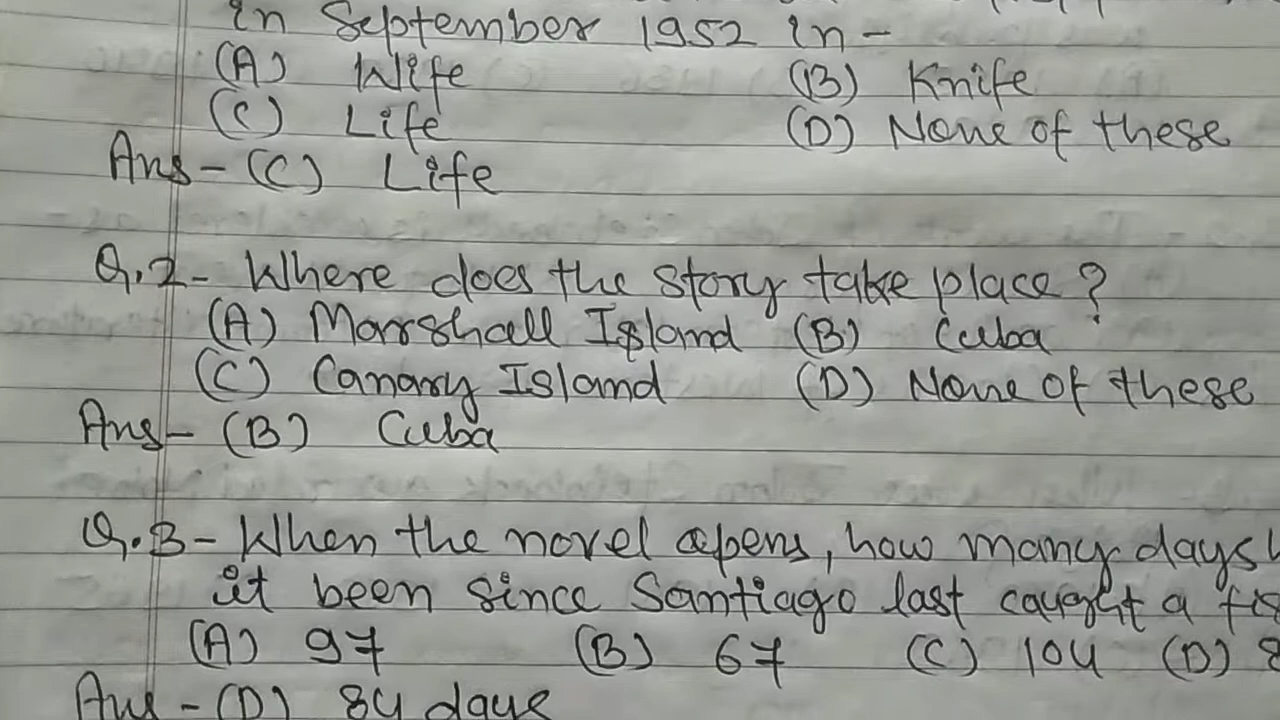 in September 1952 in -
(A) Wife (B) Knife
(C) Life (D) None of these
Ans - (C) Life
Q.2 - Where does the story take place?
(A) Marshall Island (B) Cuba
(C) Canary Island (D) None of these
Ans - (B) Cuba
Q.3 - When the novel opens, how many days
it been since Santiago last caught a
(A) 97 (B) 67 (C) 104 (D)
Ans - (D) 84 days